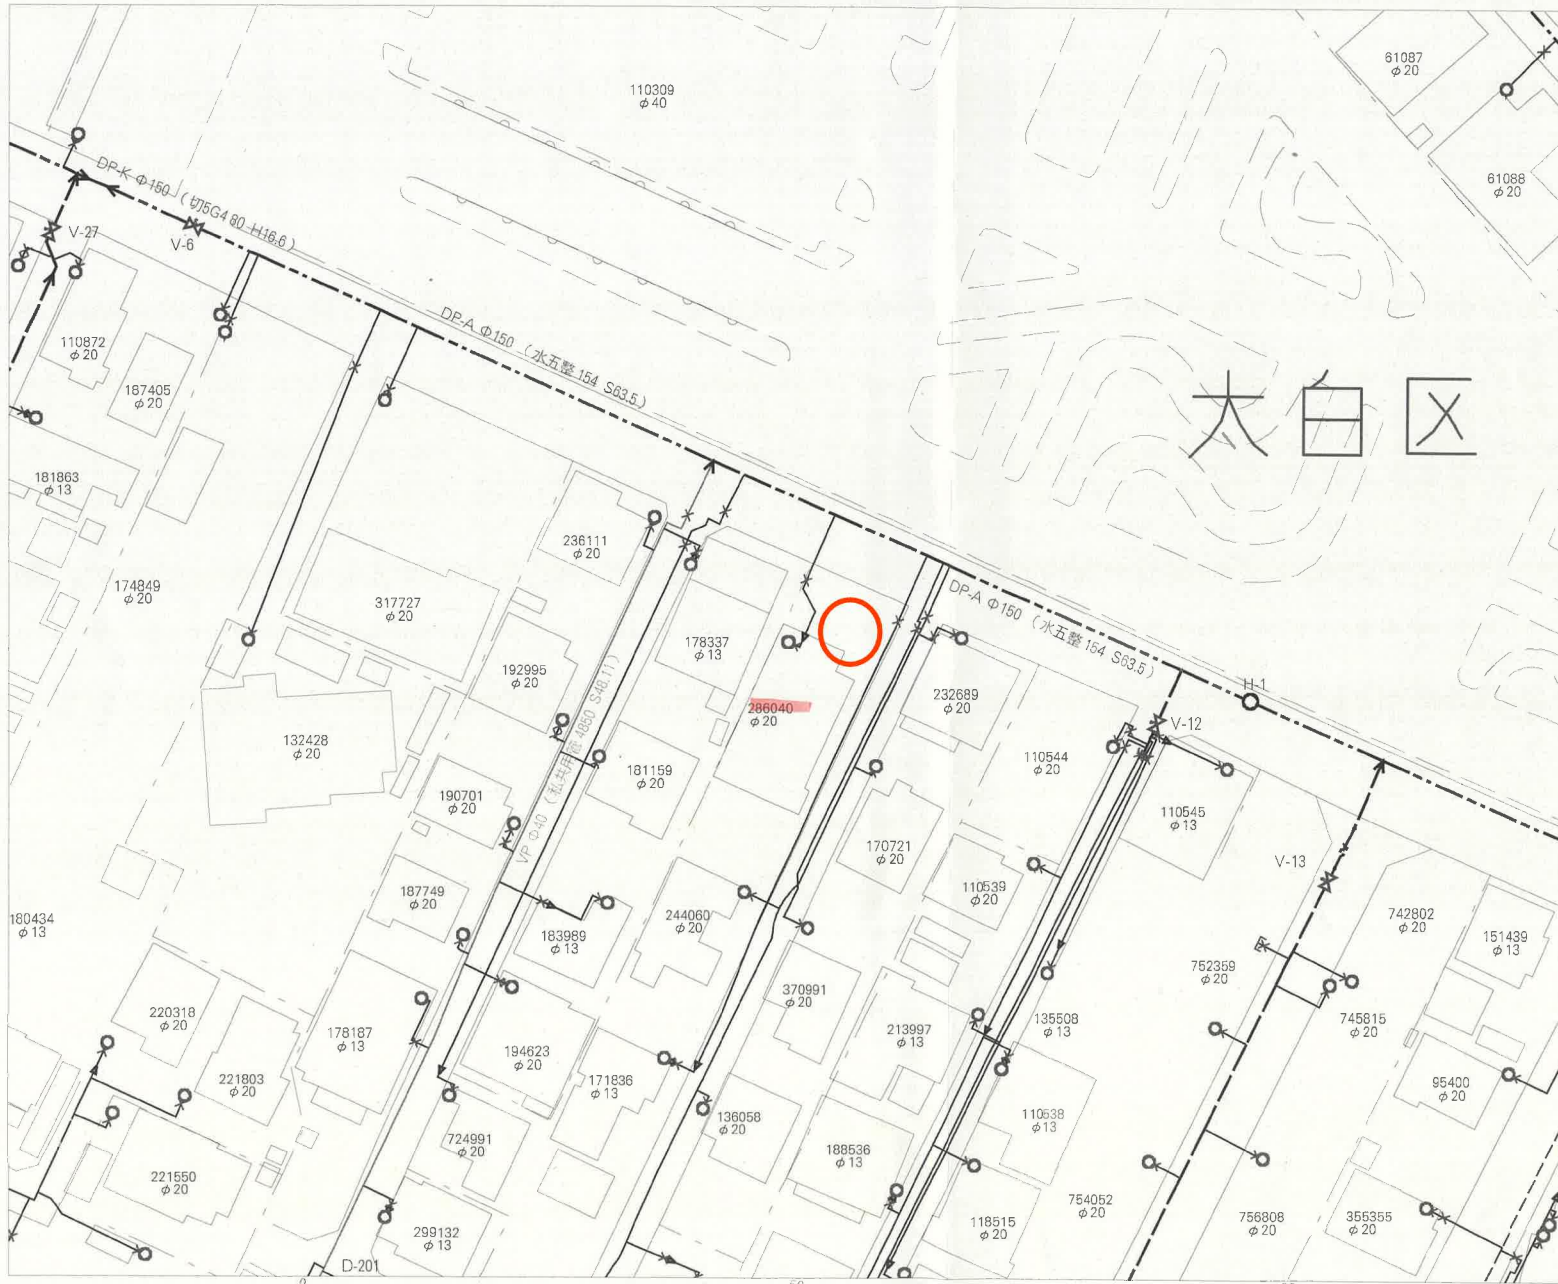 61087
φ20
110309
φ40
61088
φ20
DP-K Φ150 (切5G4 80 H16.6)
V-27
V-6
DP-A Φ150 (水五整 154 S63.5)
110872
φ20
187405
φ20
太白区
181863
φ13
236111
φ20
174849
φ20
317727
φ20
178337
φ13
DP-A Φ150 (水五整 154 S63.5)
192995
φ20
232689
φ20
H-1
286040
φ20
V-12
132428
φ20
110544
φ20
181159
φ20
190701
φ20
VP Φ40 (私共用管 4850 S48.11)
110545
φ13
170721
φ20
V-13
187749
φ20
110539
φ20
180434
φ13
244060
φ20
742802
φ20
183989
φ13
151439
φ13
752359
φ20
370991
φ20
220318
φ20
178187
φ13
213997
φ13
135508
φ13
745815
φ20
194623
φ20
221803
φ20
171836
φ13
95400
φ20
136058
φ20
110538
φ13
724991
φ20
188536
φ13
221550
φ20
754052
φ20
299132
φ13
118515
φ20
756808
φ20
355355
φ20
D-201